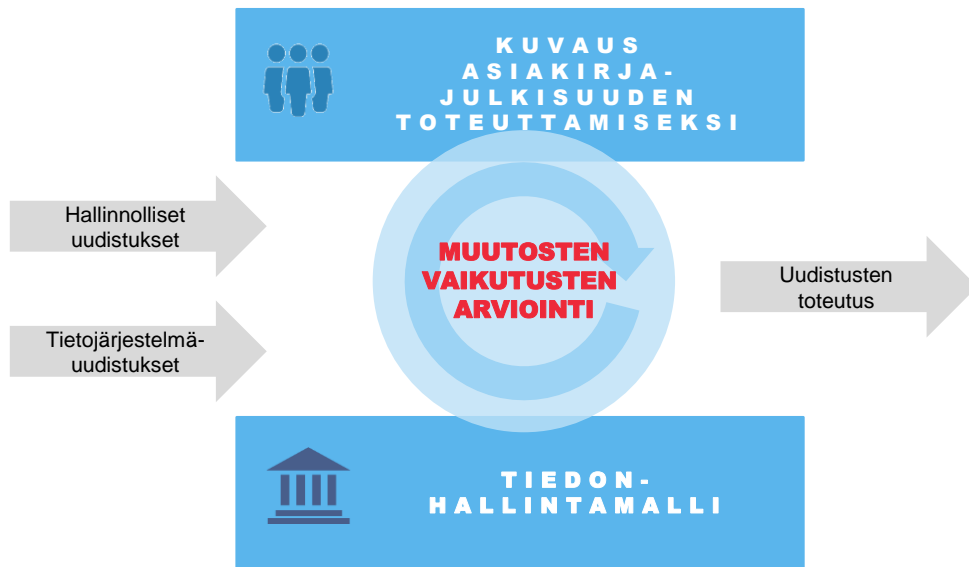 KUVAUS
ASIAKIRJA-
JULKISUUDEN
TOTEUTTAMISEKSI
Hallinnolliset
uudistukset
MUUTOSTEN
VAIKUTUSTEN
ARVIOINTI
Uudistusten
toteutus
Tietojärjestelmä-
uudistukset
TIEDON-
HALLINTAMALLI